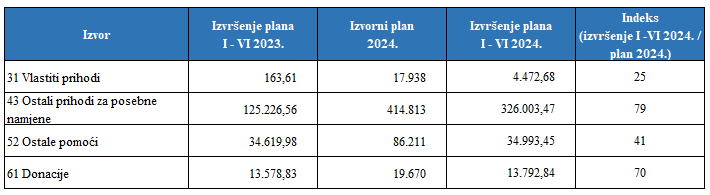 Izvor
Izvršenje plana
I - VI 2023.
Izvorni plan
2024.
Izvršenje plana
I - VI 2024.
Indeks
(izvršenje I -VI 2024. /
plan 2024.)
31 Vlastiti prihodi 163,61 17.938 4.472,68 25
43 Ostali prihodi za posebne
namjene 125.226,56 414.813 326.003,47 79
52 Ostale pomoći 34.619,98 86.211 34.993,45 41
61 Donacije 13.578,83 19.670 13.792,84 70